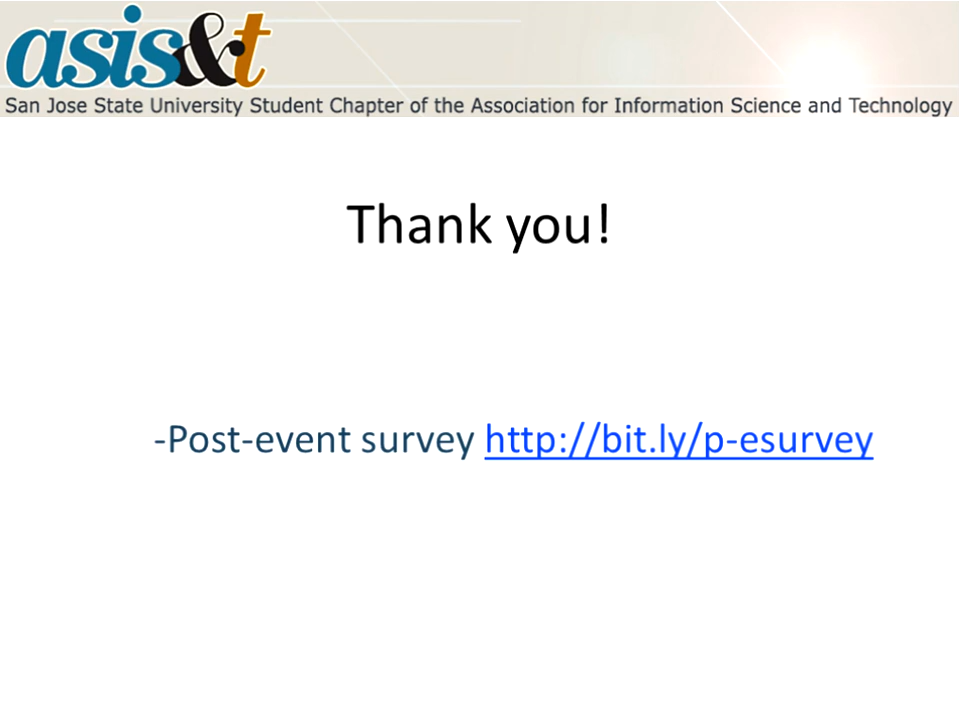 asis&t
San Jose State University Student Chapter of the Association for Information Science and Technology
Thank you!
-Post-event survey http://bit.ly/p-esurvey